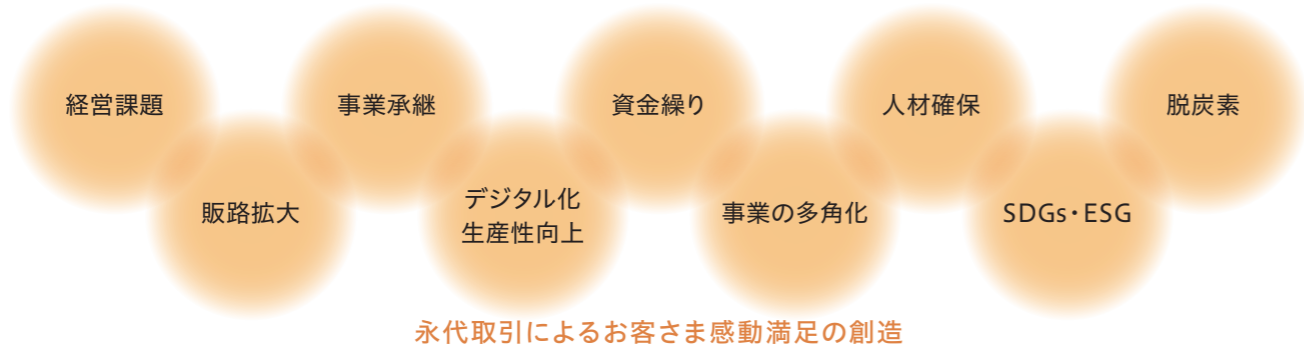 経営課題
事業承継
資金繰り
人材確保
脱炭素
販路拡大
デジタル化
生産性向上
事業の多角化
SDGs・ESG
永代取引によるお客さま感動満足の創造